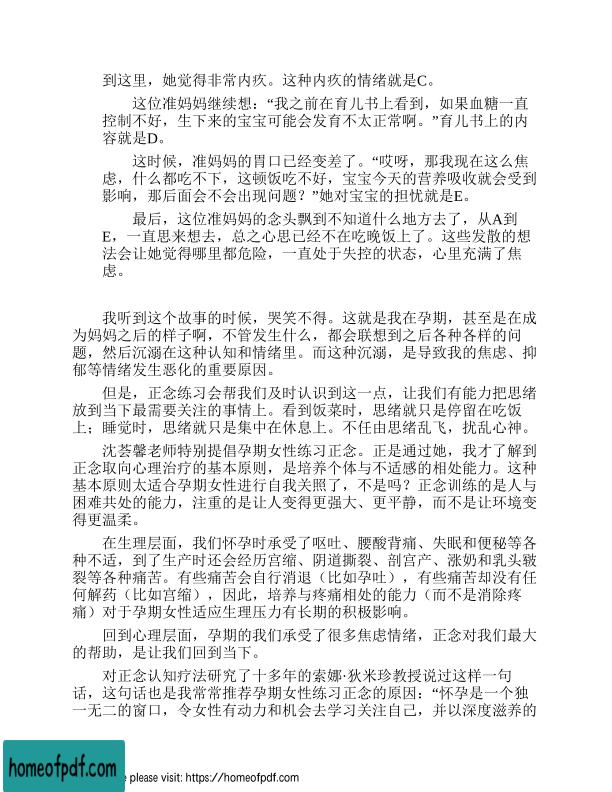 到这里，她觉得非常内疚。这种内疚的情绪就是C。
这位准妈妈继续想：“我之前在育儿书上看到，如果血糖一直
控制不好，生下来的宝宝可能会发育不太正常啊。”育儿书上的内
容就是D。
这时候，准妈妈的胃口已经变差了。“哎呀，那我现在这么焦
虑，什么都吃不下，这顿饭吃不好，宝宝今天的营养吸收就会受到
影响，那后面会不会出现问题？”她对宝宝的担忧就是E。
最后，这位准妈妈的念头飘到不知道什么地方去了，从A到
E，一直思来想去，总之心思已经不在吃晚饭上了。这些发散的想
法会让她觉得哪里都危险，一直处于失控的状态，心里充满了焦
虑。
我听到这个故事的时候，哭笑不得。这就是我在孕期，甚至是在成
为妈妈之后的样子啊，不管发生什么，都会联想到之后各种各样的问
题，然后沉溺在这种认知和情绪里。而这种沉溺，是导致我的焦虑、抑
郁等情绪发生恶化的重要原因。
但是，正念练习会帮我们及时认识到这一点，让我们有能力把思绪
放到当下最需要关注的事情上。看到饭菜时，思绪就只是停留在吃饭
上；睡觉时，思绪就只是集中在休息上。不任由思绪乱飞，扰乱心神。
沈荟馨老师特别提倡孕期女性练习正念。正是通过她，我才了解到
正念取向心理治疗的基本原则，是培养个体与不适感的相处能力。这种
基本原则太适合孕期女性进行自我关照了，不是吗？正念训练的是人与
困难共处的能力，注重的是让人变得更强大、更平静，而不是让环境变
得更温柔。
在生理层面，我们怀孕时承受了呕吐、腰酸背痛、失眠和便秘等各
种不适，到了生产时还会经历宫缩、阴道撕裂、剖宫产、涨奶和乳头皲
裂等各种痛苦。有些痛苦会自行消退（比如孕吐），有些痛苦却没有任
何解药（比如宫缩），因此，培养与疼痛相处的能力（而不是消除疼
痛）对于孕期女性适应生理压力有长期的积极影响。
回到心理层面，孕期的我们承受了很多焦虑情绪，正念对我们最大
的帮助，是让我们回到当下。
对正念认知疗法研究了十多年的索娜·狄米珍教授说过这样一句
话，这句话也是我常常推荐孕期女性练习正念的原因：“怀孕是一个独
一无二的窗口，令女性有动力和机会去学习关注自己，并以深度滋养的
homeofpdf.com
e please visit: https://homeofpdf.com